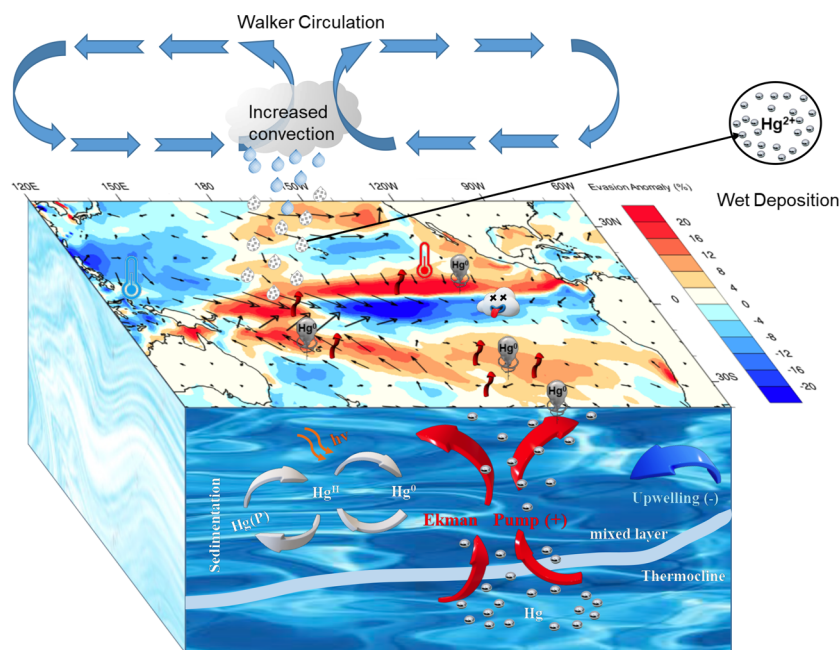 Walker Circulation
Increased
convection
Hg2+
120E
150E
180
150W
120W
90W
60W
Evasion Anomaly (%)
Wet Deposition
30N
0
30S
20
16
12
8
4
0
-4
-8
-12
-16
-20
Hg0
Hg0
Hg0
Hg0
hv
Sedimentation
Hg(P)
HgII
Hg0
Ekman Pump (+)
Upwelling (-)
mixed layer
Thermocline
Hg